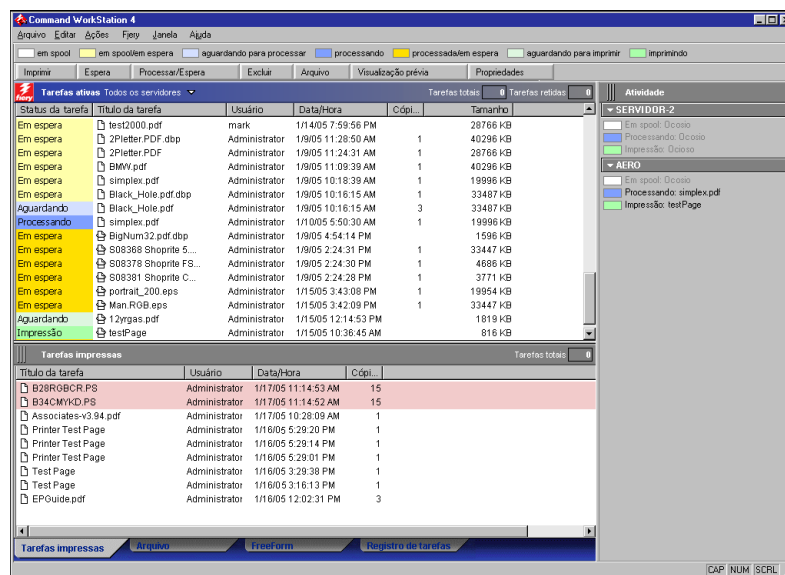 Command WorkStation 4
Arquivo Editar Ações Fiery Janela Ajuda
em spool em spool/em espera aguardando para processar processando processada/em espera aguardando para imprimir imprimindo
Imprimir Espera Processar/Espera Excluir Arquivo Visualização prévia Propriedades
fiery Tarefas ativas Todos os servidores Tarefas totais 0 Tarefas retidas 0
Status da tarefa Título da tarefa Usuário Data/Hora Cópi... Tamanho
Em espera test2000.pdf mark 1/14/05 7:59:56 PM 28766 KB
Em espera 2Pletter.PDF.dbp Administrator 1/9/05 11:28:50 AM 1 40296 KB
Em espera 2Pletter.PDF Administrator 1/9/05 11:24:31 AM 1 28766 KB
Em espera BMW.pdf Administrator 1/9/05 11:09:39 AM 1 40296 KB
Em espera simplex.pdf Administrator 1/9/05 10:18:39 AM 1 19996 KB
Em espera Black_Hole.pdf.dbp Administrator 1/9/05 10:16:15 AM 1 33487 KB
Aguardando Black_Hole.pdf Administrator 1/9/05 10:16:15 AM 3 33487 KB
Processando simplex.pdf Administrator 1/10/05 5:50:30 AM 1 19996 KB
Em espera BigNum32.pdf.dbp Administrator 1/9/05 4:54:14 PM 1596 KB
Em espera S08368 Shoprite 5.... Administrator 1/9/05 2:24:31 PM 1 33447 KB
Em espera S08378 Shoprite FS... Administrator 1/9/05 2:24:30 PM 1 4686 KB
Em espera S08381 Shoprite C... Administrator 1/9/05 2:24:28 PM 1 3771 KB
Em espera portrait_200.eps Administrator 1/15/05 3:43:08 PM 1 19954 KB
Em espera Man.RGB.eps Administrator 1/15/05 3:42:09 PM 1 33447 KB
Aguardando 12yrgas.pdf Administrator 1/15/05 12:14:53 PM 1819 KB
Impressão testPage Administrator 1/15/05 10:36:45 AM 816 KB
Tarefas impressas Tarefas totais 0
Título da tarefa Usuário Data/Hora Cópi...
B28RGBCR.PS Administrator 1/17/05 11:14:53 AM 15
B34CMYKD.PS Administrator 1/17/05 11:14:52 AM 15
Associates-v3.94.pdf Administrator 1/17/05 10:28:09 AM 1
Printer Test Page Administrator 1/16/05 5:29:20 PM 1
Printer Test Page Administrator 1/16/05 5:29:14 PM 1
Printer Test Page Administrator 1/16/05 5:29:01 PM 1
Test Page Administrator 1/16/05 3:29:38 PM 1
Test Page Administrator 1/16/05 3:16:13 PM 1
EPGuide.pdf Administrator 1/16/05 12:02:31 PM 3
Tarefas impressas Arquivo FreeForm Registro de tarefas
Atividade
SERVIDOR-2
Em spool: Ocosio
Processando: Ocosio
Impressão: Ocioso
AERO
Em spool: Ocosio
Processando: simplex.pdf
Impressão: testPage
CAP NUM SCRL